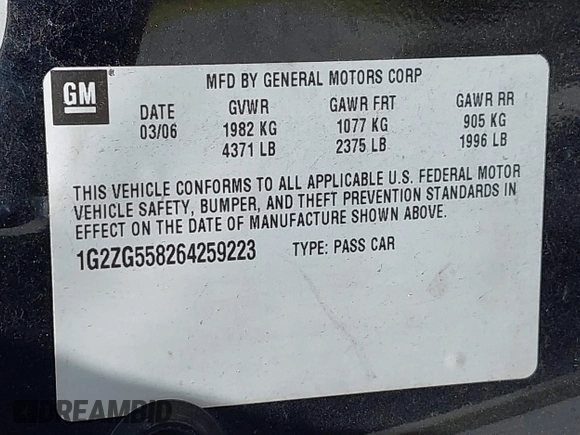 GM
MFD BY GENERAL MOTORS CORP
DATE GVWR GAWR FRT GAWR RR
03/06 1982 KG 1077 KG 905 KG
4371 LB 2375 LB 1996 LB
THIS VEHICLE CONFORMS TO ALL APPLICABLE U.S. FEDERAL MOTOR
VEHICLE SAFETY, BUMPER, AND THEFT PREVENTION STANDARDS IN
EFFECT ON THE DATE OF MANUFACTURE SHOWN ABOVE.
1G2ZG558264259223 TYPE: PASS CAR
DREAMBID